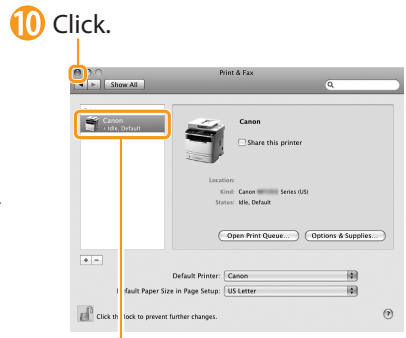 10 Click.
Print & Fax
Show All
Canon
Idle, Default
Canon
Share this printer
Location:
Kind: Canon Series (US)
Status: Idle, Default
Open Print Queue...
Options & Supplies...
+ −
Default Printer: Canon
Default Paper Size in Page Setup: US Letter
Click the lock to prevent further changes.
?